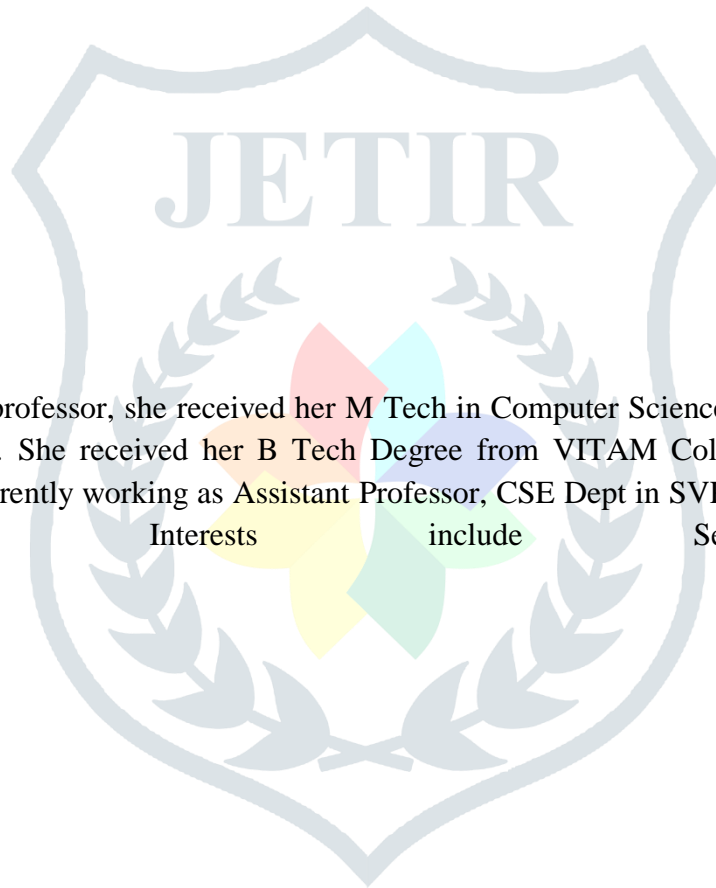 JETIR
professor, she received her M Tech in Computer Science
. She received her B Tech Degree from VITAM Col
rently working as Assistant Professor, CSE Dept in SV
Interests include Se